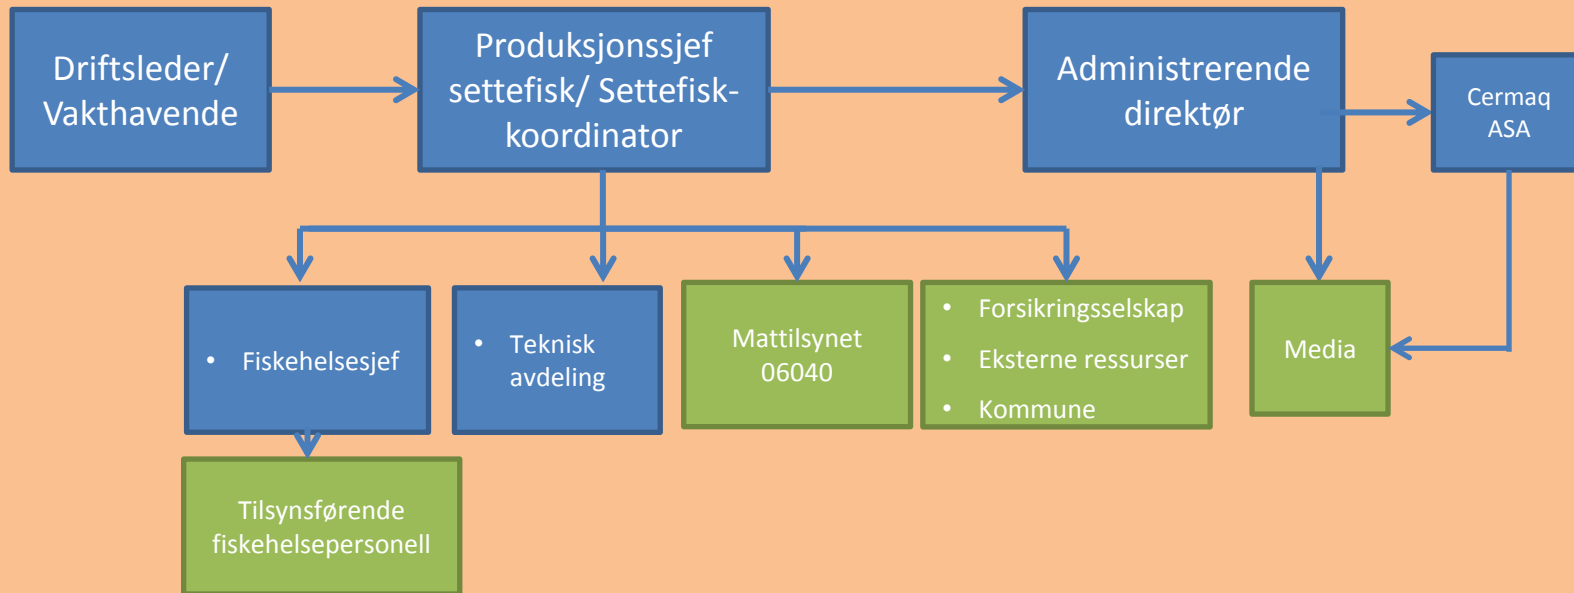 Driftsleder/
Vakthavende
Produksjonssjef
settefisk/ Settefisk-
koordinator
Administrerende
direktør
Cermaq
ASA
• Fiskehelsesjef
• Teknisk
avdeling
Mattilsynet
06040
• Forsikringsselskap
• Eksterne ressurser
• Kommune
Media
Tilsynsførende
fiskehelsepersonell